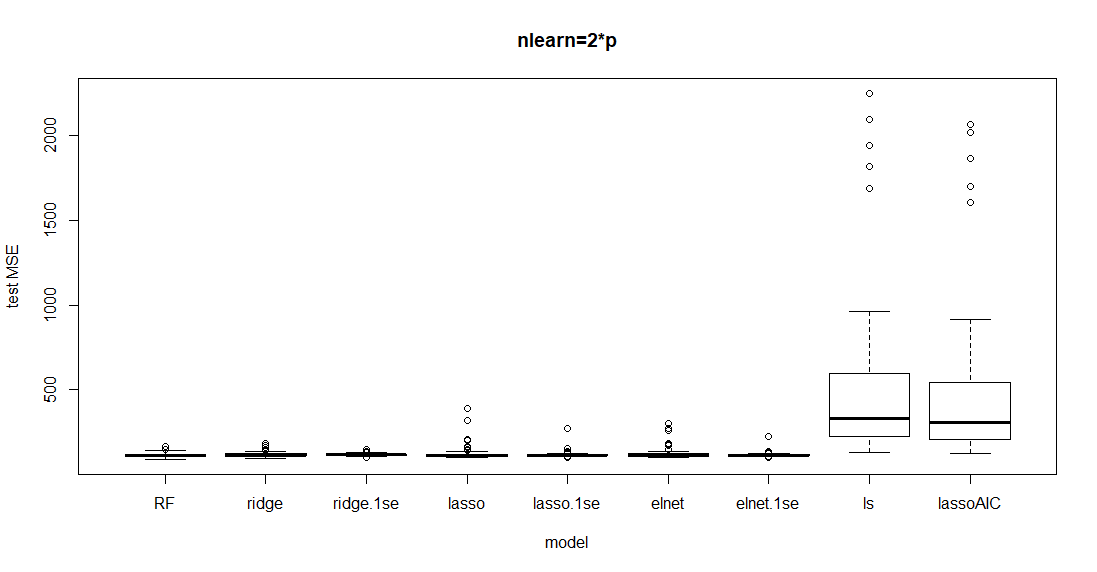 nlearn=2*p
test MSE
2000
1500
1000
500
RF ridge ridge.1se lasso lasso.1se elnet elnet.1se ls lassoAIC
model